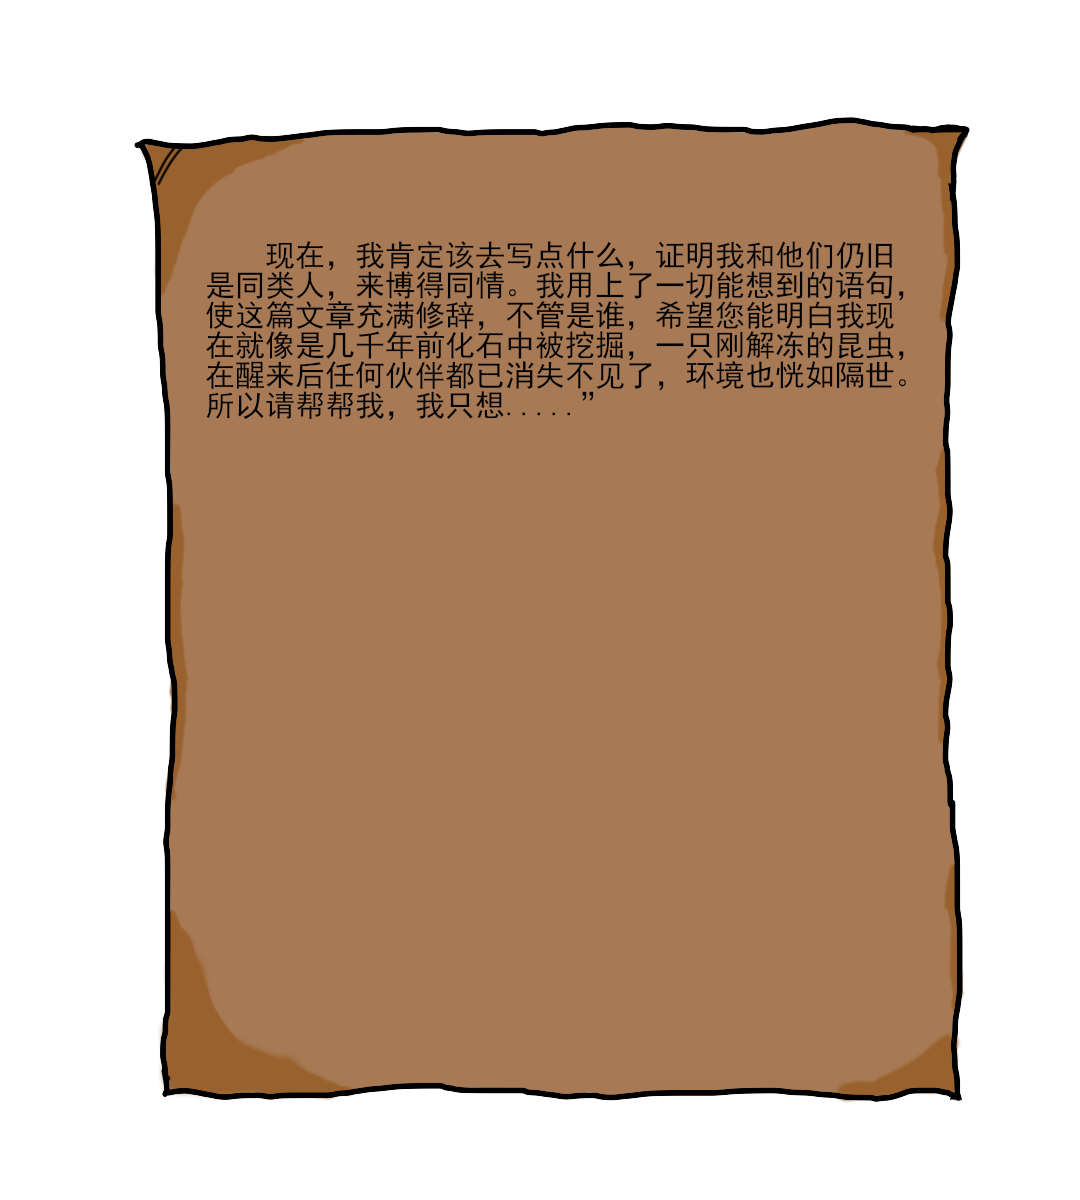 现在，我肯定该去写点什么，证明我和他们仍旧
是同类人，来博得同情。我用上了一切能想到的语句，
使这篇文章充满修辞，不管是谁，希望您能明白我现
在就像是几千年前化石中被挖掘，一只刚解冻的昆虫，
在醒来后任何伙伴都已消失不见了，环境也恍如隔世。
所以请帮帮我，我只想.....”